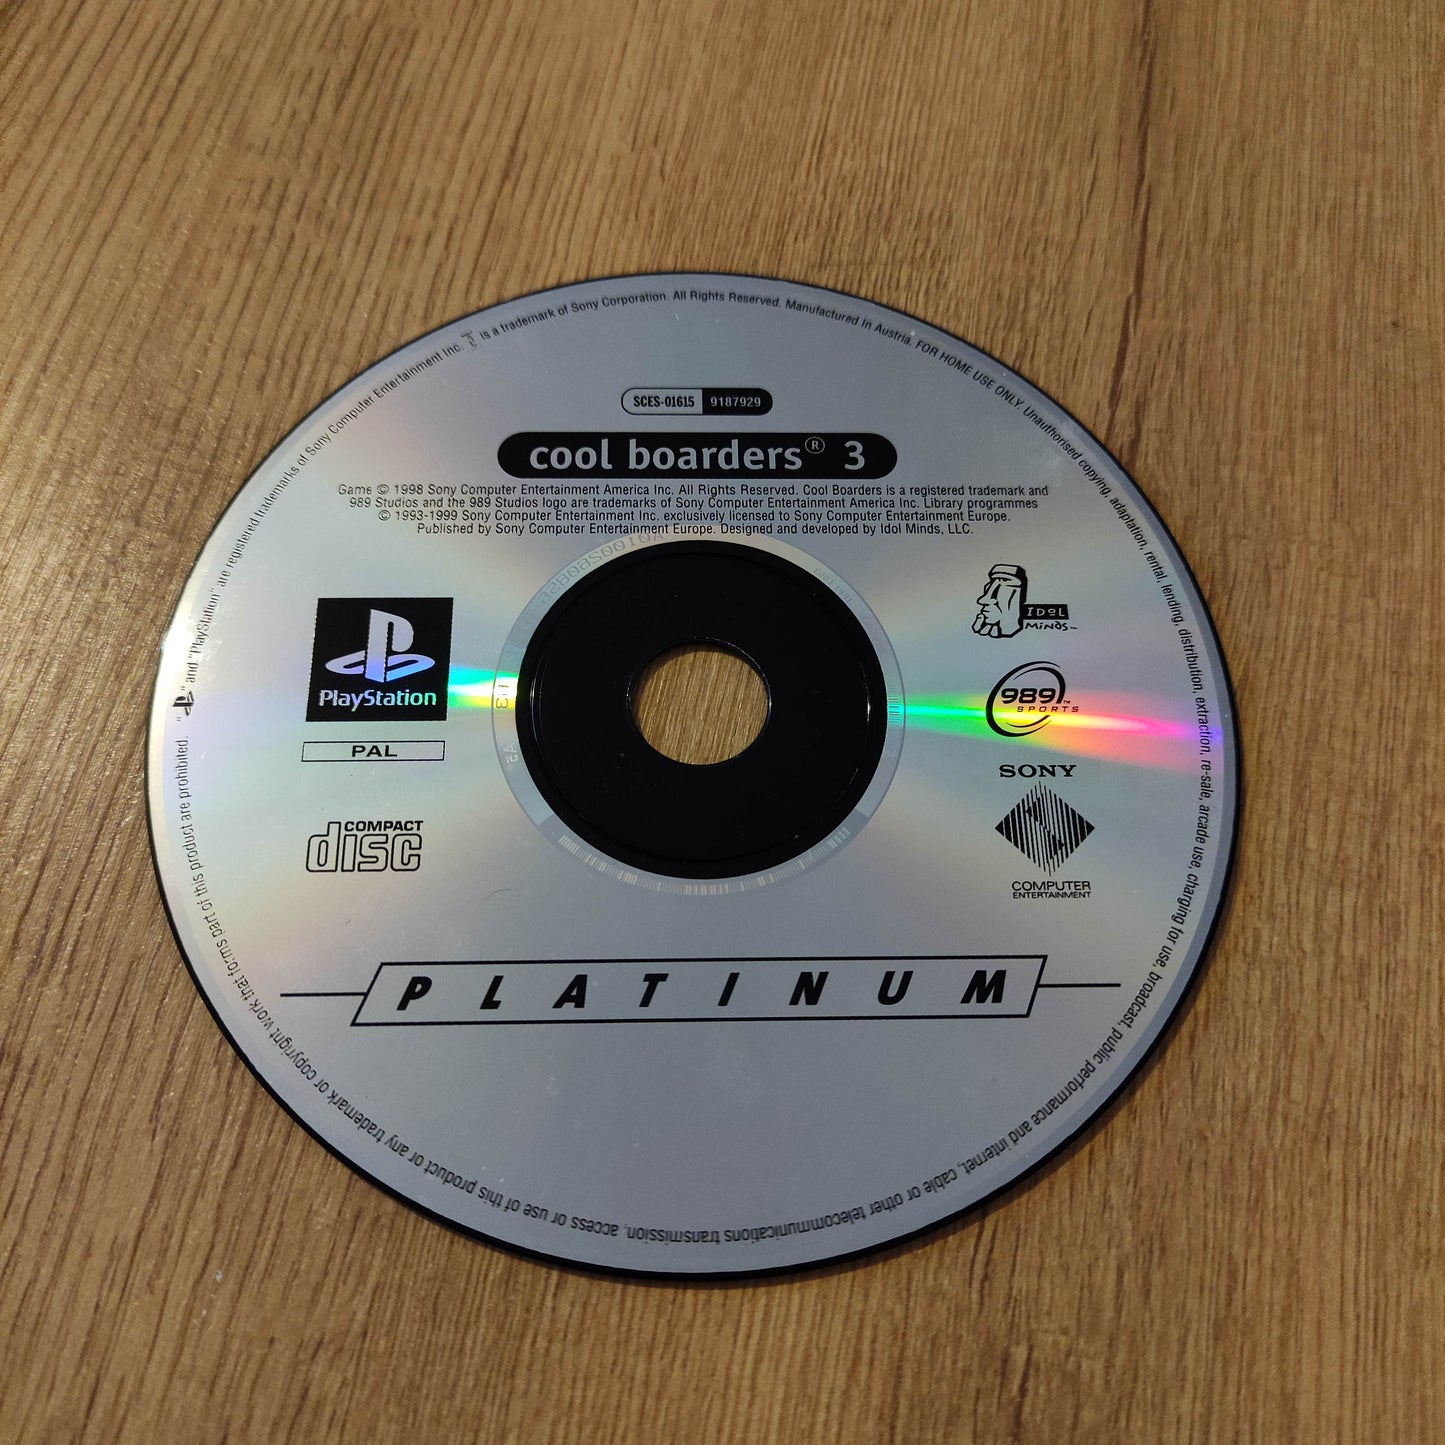 SCES-01615 9187929
cool boarders® 3
Game © 1998 Sony Computer Entertainment America Inc. All Rights Reserved. Cool Boarders is a registered trademark and
989 Studios and the 989 Studios logo are trademarks of Sony Computer Entertainment America Inc. Library programmes
© 1993-1999 Sony Computer Entertainment Inc. exclusively licensed to Sony Computer Entertainment Europe.
Published by Sony Computer Entertainment Europe. Designed and developed by Idol Minds, LLC.
PlayStation
PAL
COMPACT
disc
IDOL
MINDS™
989™
SPORTS
SONY
COMPUTER
ENTERTAINMENT
PLATINUM
" " and "PlayStation" are registered trademarks of Sony Computer Entertainment Inc. is a trademark of Sony Corporation. All Rights Reserved. Manufactured in Austria. FOR HOME USE ONLY. Unauthorised copying, adaptation, rental, lending, distribution, extraction, re-sale, arcade use, charging for use, broadcast, public performance and internet, cable or other telecommunications transmission, access or use of this product or any trademark or copyright work that forms part of this product are prohibited.